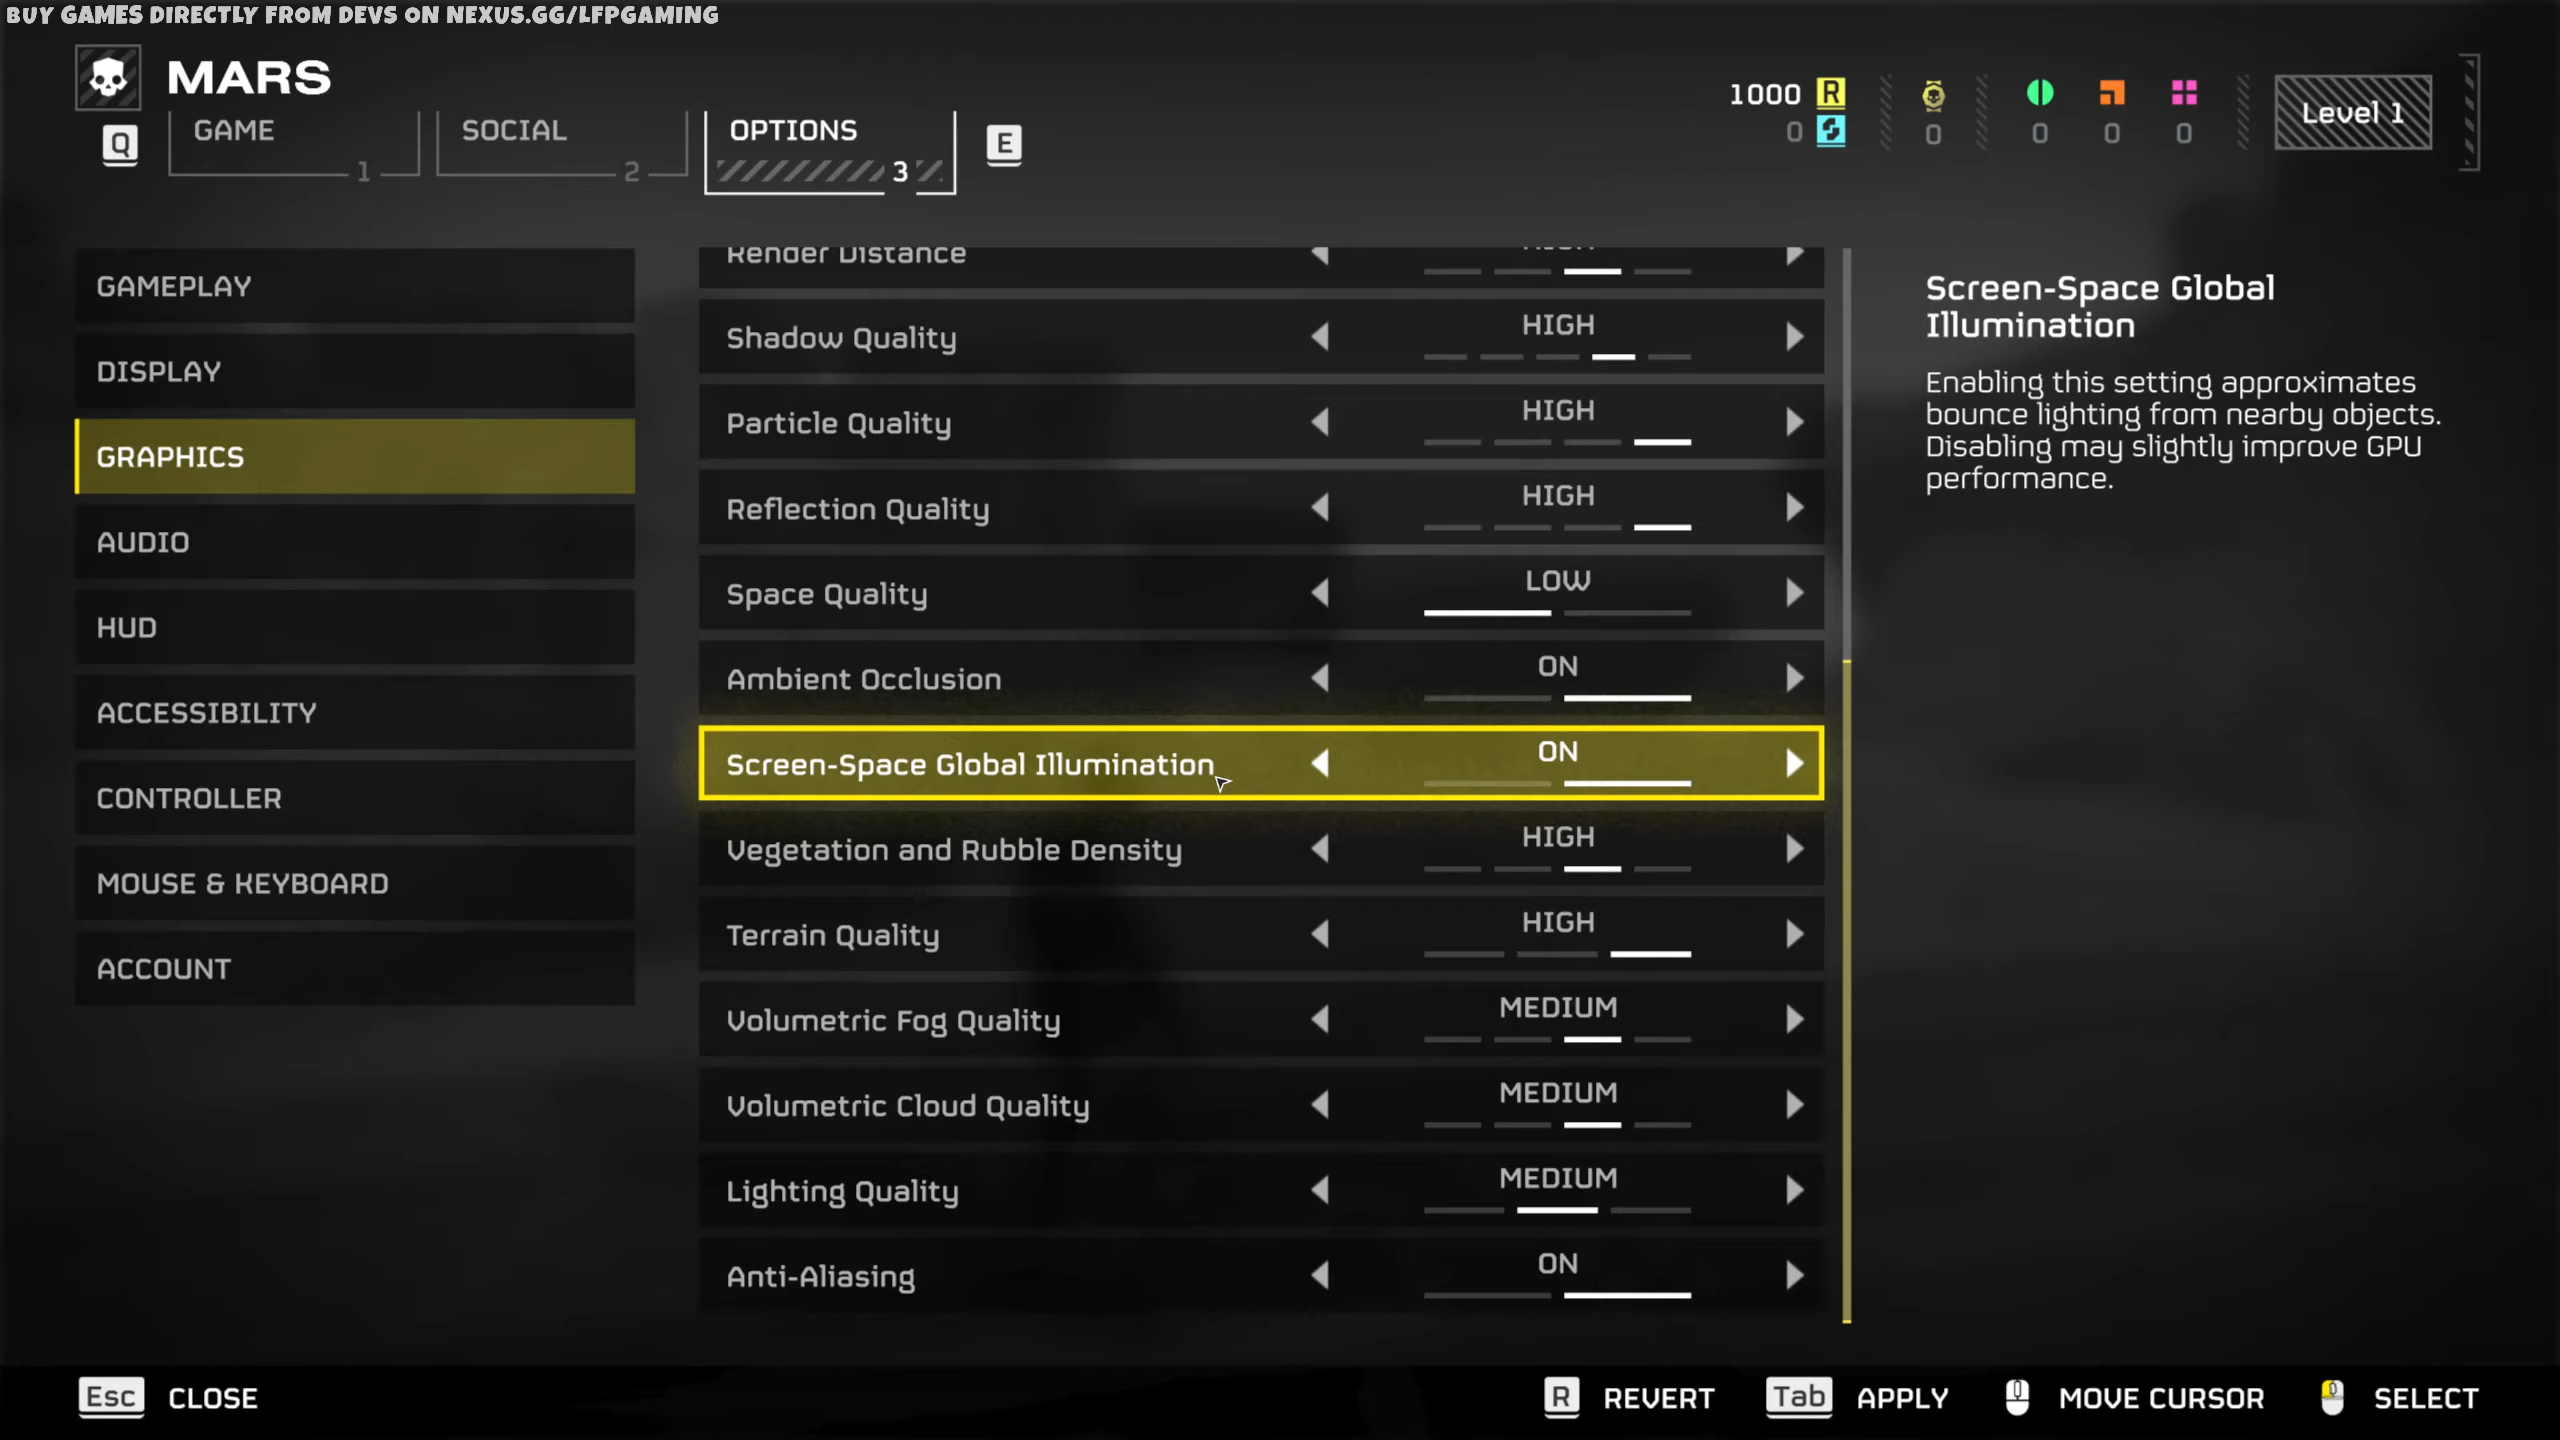 BUY GAMES DIRECTLY FROM DEVS ON NEXUS.GG/LFPGAMING
MARS
Q
GAME
1
SOCIAL
2
OPTIONS
3
E
1000 R
0
0
0
0
0
Level 1
GAMEPLAY
DISPLAY
GRAPHICS
AUDIO
HUD
ACCESSIBILITY
CONTROLLER
MOUSE & KEYBOARD
ACCOUNT
Render Distance HIGH
Shadow Quality HIGH
Particle Quality HIGH
Reflection Quality HIGH
Space Quality LOW
Ambient Occlusion ON
Screen-Space Global Illumination ON
Vegetation and Rubble Density HIGH
Terrain Quality HIGH
Volumetric Fog Quality MEDIUM
Volumetric Cloud Quality MEDIUM
Lighting Quality MEDIUM
Anti-Aliasing ON
Screen-Space Global
Illumination
Enabling this setting approximates
bounce lighting from nearby objects.
Disabling may slightly improve GPU
performance.
Esc CLOSE
R REVERT
Tab APPLY
MOVE CURSOR
SELECT